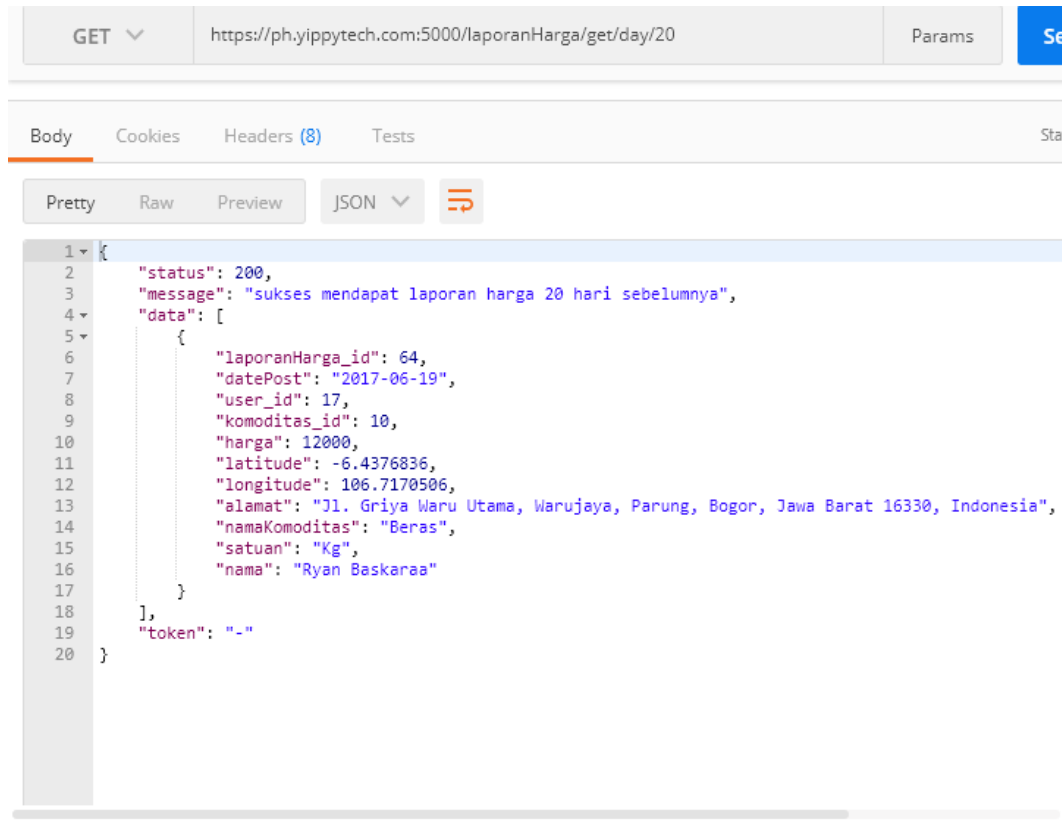 GET https://ph.yippytech.com:5000/laporanHarga/get/day/20 Params Se
Body Cookies Headers (8) Tests Sta
Pretty Raw Preview JSON
1 {
2 "status": 200,
3 "message": "sukses mendapat laporan harga 20 hari sebelumnya",
4 "data": [
5 {
6 "laporanHarga_id": 64,
7 "datePost": "2017-06-19",
8 "user_id": 17,
9 "komoditas_id": 10,
10 "harga": 12000,
11 "latitude": -6.4376836,
12 "longitude": 106.7170506,
13 "alamat": "Jl. Griya Waru Utama, Warujaya, Parung, Bogor, Jawa Barat 16330, Indonesia",
14 "namaKomoditas": "Beras",
15 "satuan": "Kg",
16 "nama": "Ryan Baskaraa"
17 }
18 ],
19 "token": "-"
20 }